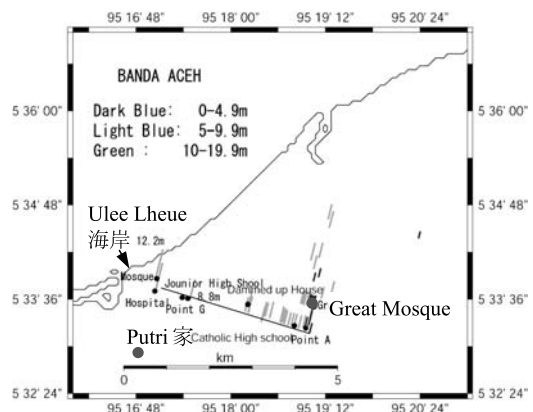 95 16' 48" 95 18' 00" 95 19' 12" 95 20' 24"
BANDA ACEH
Dark Blue: 0-4.9m
Light Blue: 5-9.9m
Green : 10-19.9m
5 36' 00" 5 36' 00"
5 34' 48" 5 34' 48"
Ulee Lheue
海岸
12.2m
Mosque
Jounior High Shool
Hospital
8.8m
Dammed up House
Point G
Gr
Great Mosque
5 33' 36" 5 33' 36"
Catholic High school
Point A
Putri 家
km
0 5
5 32' 24" 5 32' 24"
95 16' 48" 95 18' 00" 95 19' 12" 95 20' 24"